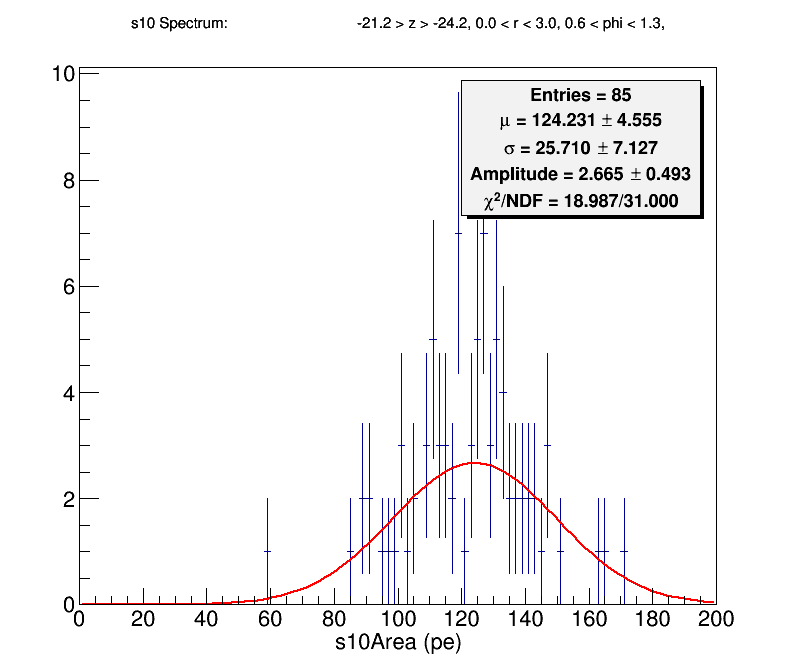 s10 Spectrum: -21.2 > z > -24.2, 0.0 < r < 3.0, 0.6 < phi < 1.3,
10
Entries = 85
μ = 124.231 ± 4.555
σ = 25.710 ± 7.127
Amplitude = 2.665 ± 0.493
χ²/NDF = 18.987/31.000
8
6
4
2
0
0 20 40 60 80 100 120 140 160 180 200
s10Area (pe)